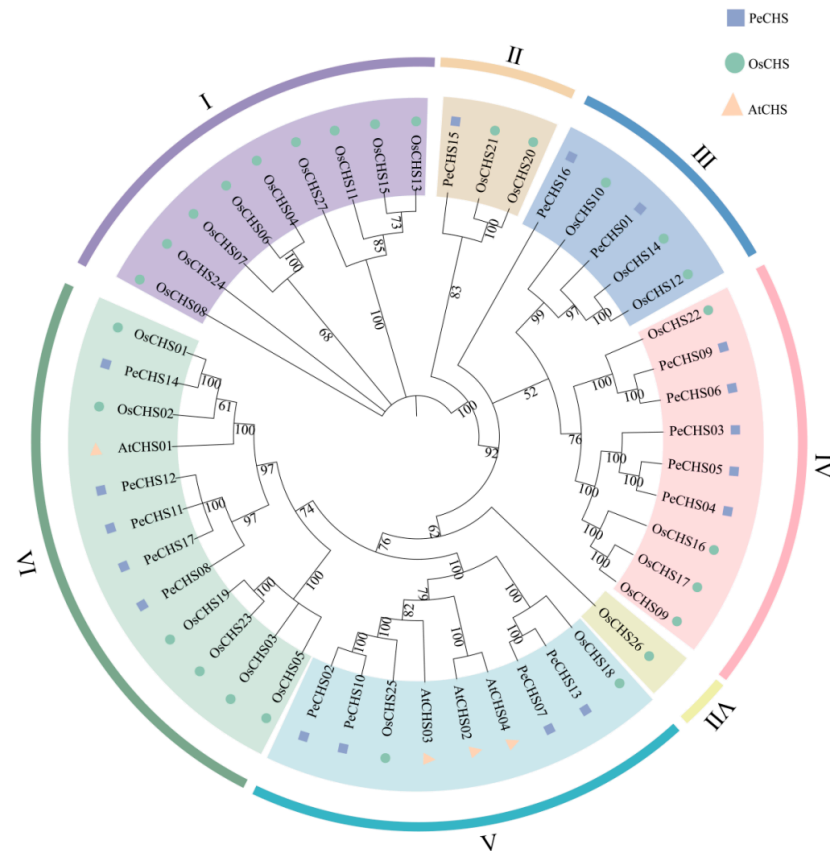 PeCHS
OsCHS
AtCHS
I
II
III
IV
VII
V
VI
OsCHS08
OsCHS24
OsCHS07
OsCHS06
OsCHS04
OsCHS27
OsCHS11
OsCHS15
OsCHS13
PeCHS15
OsCHS21
OsCHS20
PeCHS16
OsCHS10
PeCHS01
OsCHS14
OsCHS12
OsCHS22
PeCHS09
PeCHS06
PeCHS03
PeCHS05
PeCHS04
OsCHS16
OsCHS17
OsCHS09
OsCHS26
OsCHS18
PeCHS13
PeCHS07
AtCHS04
AtCHS02
AtCHS03
OsCHS25
PeCHS10
PeCHS02
OsCHS05
OsCHS03
OsCHS23
OsCHS19
PeCHS08
PeCHS17
PeCHS11
PeCHS12
AtCHS01
OsCHS02
PeCHS14
OsCHS01
68
100
100
85
73
83
100
100
92
52
99
97
100
76
100
100
100
100
100
100
100
62
76
100
100
100
79
100
82
100
100
74
100
100
97
97
100
100
61
100